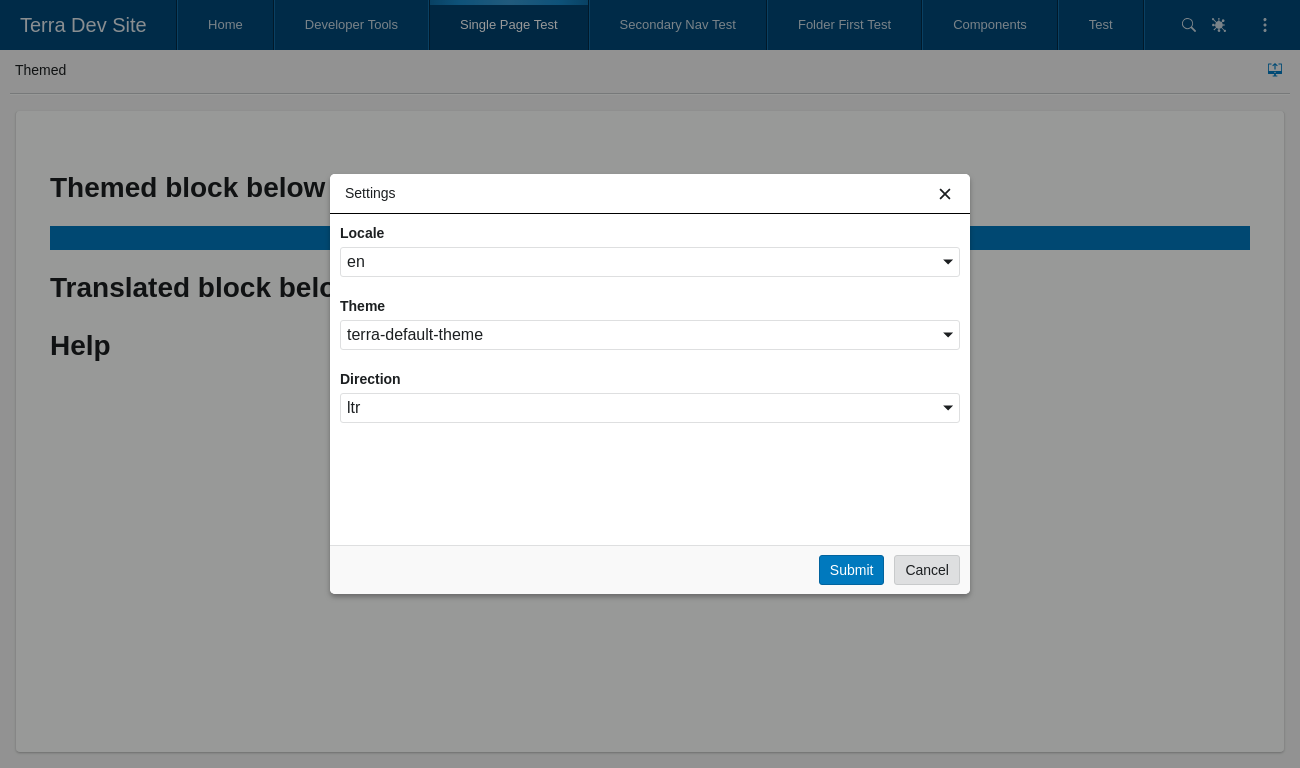 Terra Dev Site
Home
Developer Tools
Single Page Test
Secondary Nav Test
Folder First Test
Components
Test
Themed
Themed block below
Translated block
Help
Settings
Locale
en
Theme
terra-default-theme
Direction
ltr
Submit
Cancel